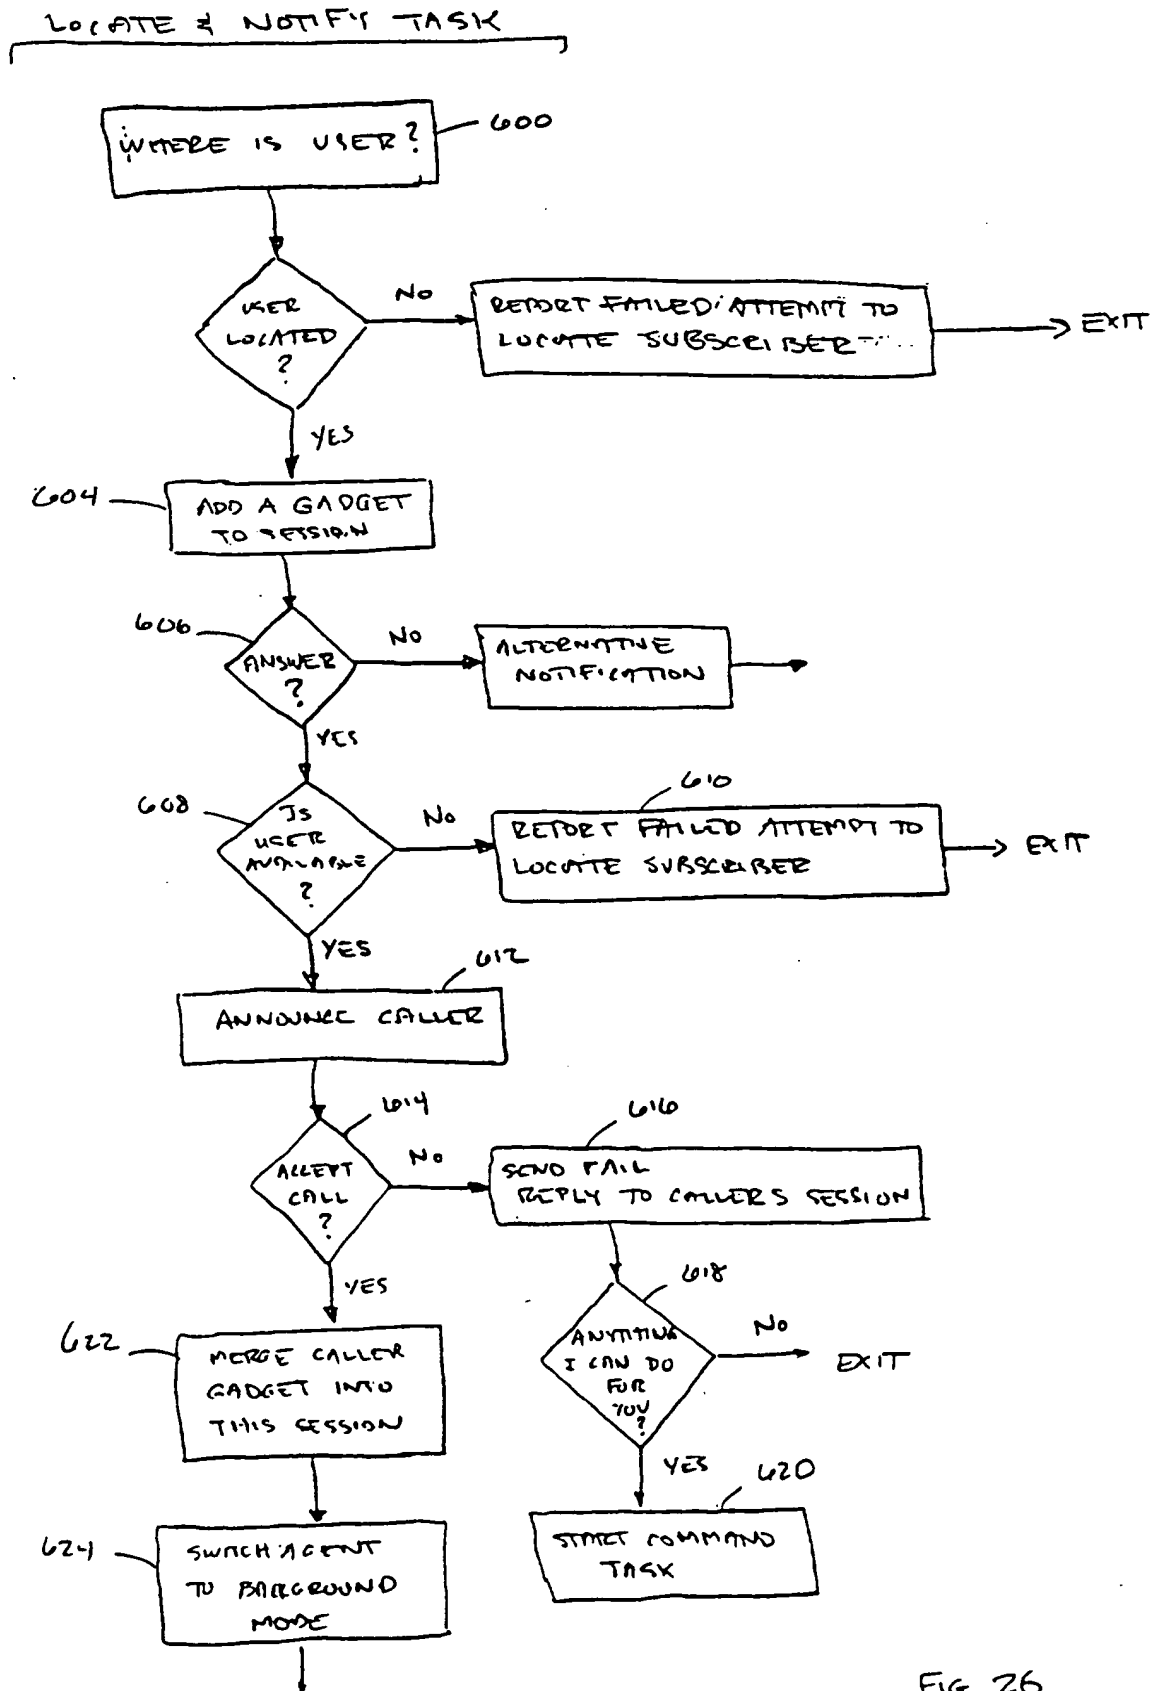 LOCATE & NOTIFY TASK
WHERE IS USER?
600
USER
LOCATED
?
NO
REPORT FAILED ATTEMPT TO
LOCATE SUBSCRIBER
EXIT
YES
604
ADD A GADGET
TO SESSION
606
ANSWER
?
NO
ALTERNATIVE
NOTIFICATION
YES
608
IS
USER
AVAILABLE
?
NO
610
REPORT FAILED ATTEMPT TO
LOCATE SUBSCRIBER
EXIT
YES
612
ANNOUNCE CALLER
614
ACCEPT
CALL
?
NO
616
SEND FAIL
REPLY TO CALLERS SESSION
YES
618
ANYTHING
I CAN DO
FOR
YOU
?
NO
EXIT
622
MERGE CALLER
GADGET INTO
THIS SESSION
YES
620
START COMMAND
TASK
624
SWITCH AGENT
TO BACKGROUND
MODE
FIG 26